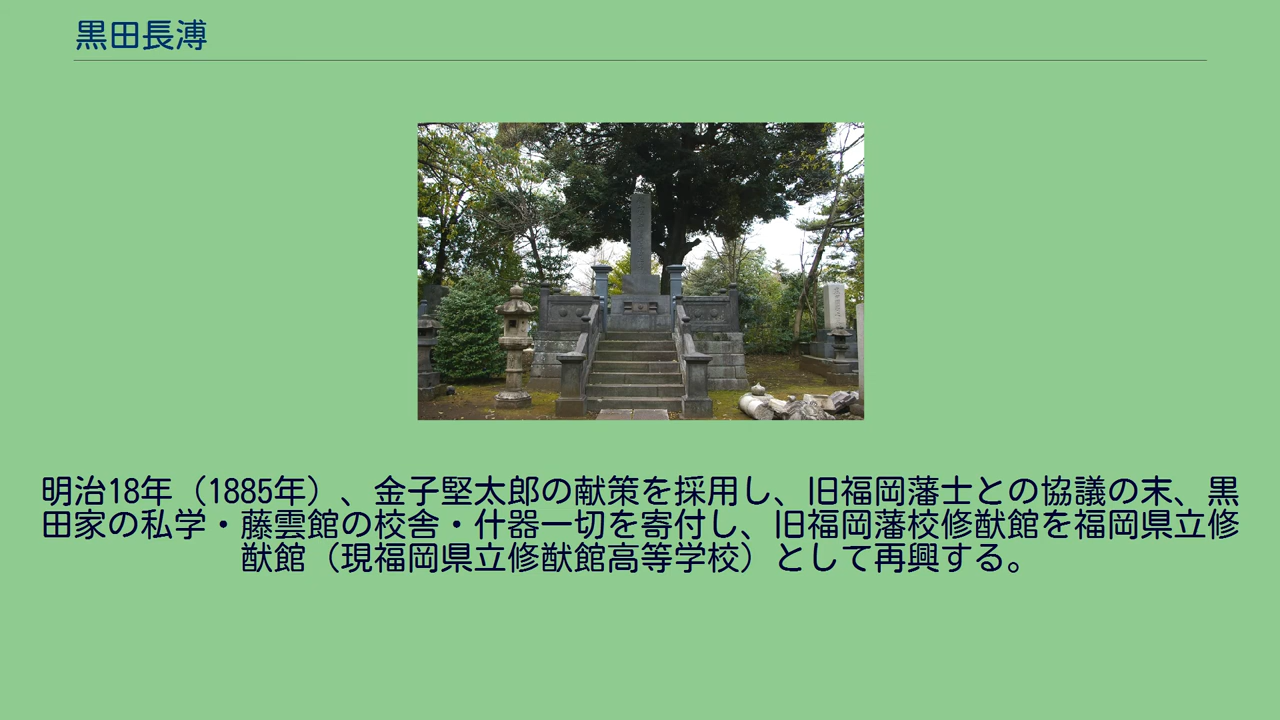 黒田長溥
明治18年（1885年）、金子堅太郎の献策を採用し、旧福岡藩士との協議の末、黒
田家の私学・藤雲館の校舎・什器一切を寄付し、旧福岡藩校修猷館を福岡県立修
猷館（現福岡県立修猷館高等学校）として再興する。